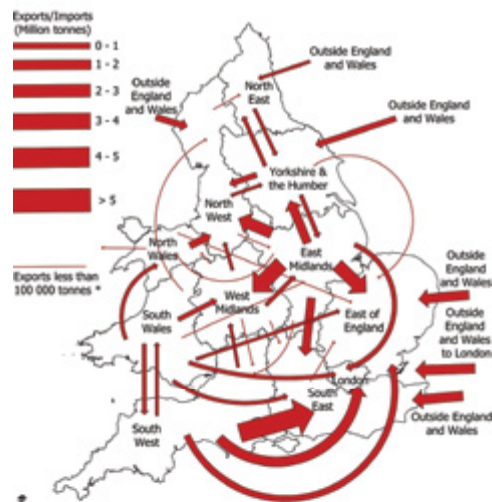 Exports/Imports
(Million tonnes)
0 - 1
1 - 2
2 - 3
3 - 4
4 - 5
> 5
Exports less than
100 000 tonnes *
Outside England
and Wales
Outside
England
and Wales
North
East
Outside England
and Wales
Yorkshire &
the Humber
North
West
North
Wales
East
Midlands
Outside
England
and Wales
West
Midlands
East of
England
Outside
England
and Wales
to London
South
Wales
London
South
East
Outside England
and Wales
South
West